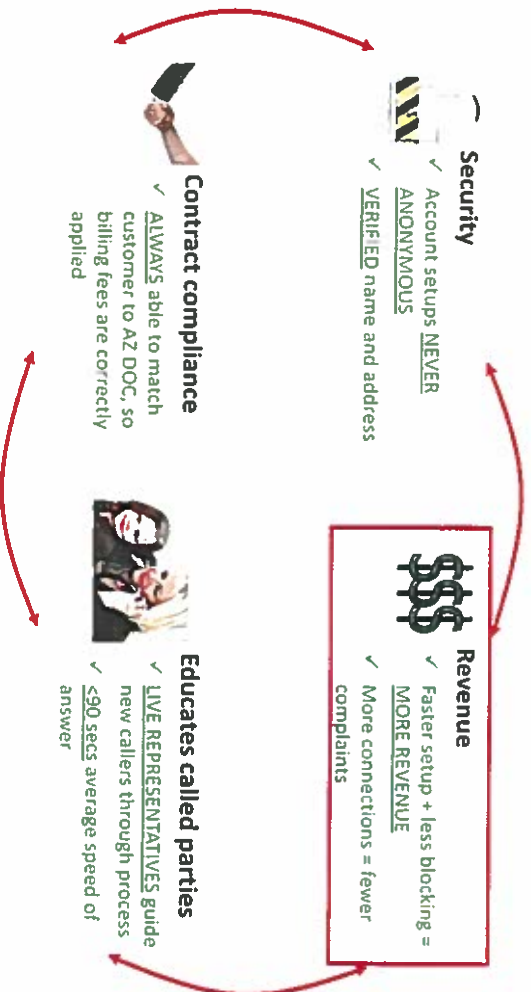 Security
✓ Account setups NEVER
ANONYMOUS
✓ VERIFIED name and address
$$$ Revenue
✓ Faster setup + less blocking =
MORE REVENUE
✓ More connections = fewer
complaints
Contract compliance
✓ ALWAYS able to match
customer to AZ DOC, so
billing fees are correctly
applied
Educates called parties
✓ LIVE REPRESENTATIVES guide
new callers through process
✓ <90 secs average speed of
answer